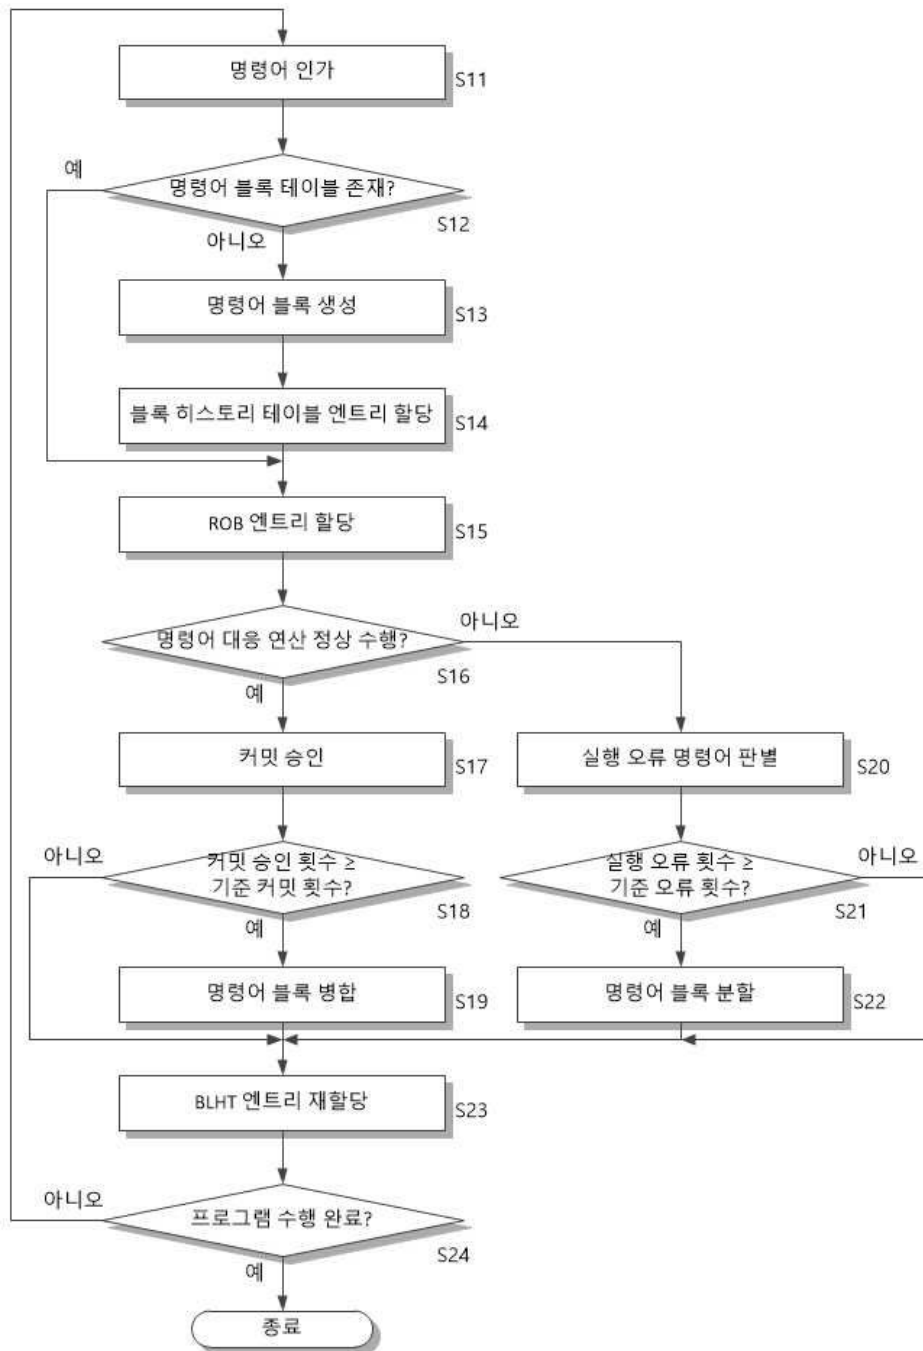 명령어 인가
S11
예
명령어 블록 테이블 존재?
S12
아니오
명령어 블록 생성
S13
블록 히스토리 테이블 엔트리 할당
S14
ROB 엔트리 할당
S15
명령어 대응 연산 정상 수행?
아니오
S16
예
커밋 승인
S17
실행 오류 명령어 판별
S20
아니오
커밋 승인 횟수 ≥
기준 커밋 횟수?
S18
예
실행 오류 횟수 ≥
기준 오류 횟수?
아니오
S21
예
명령어 블록 병합
S19
명령어 블록 분할
S22
BLHT 엔트리 재할당
S23
아니오
프로그램 수행 완료?
S24
예
종료